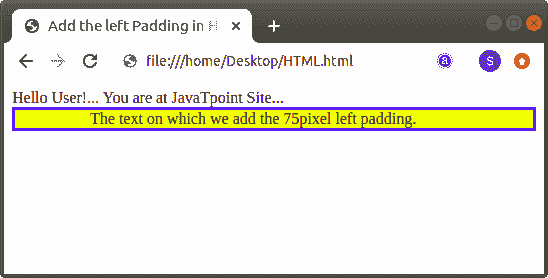 Add the left Padding in H
file:///home/Desktop/HTML.html
a
S
Hello User!... You are at JavaTpoint Site...
The text on which we add the 75pixel left padding.